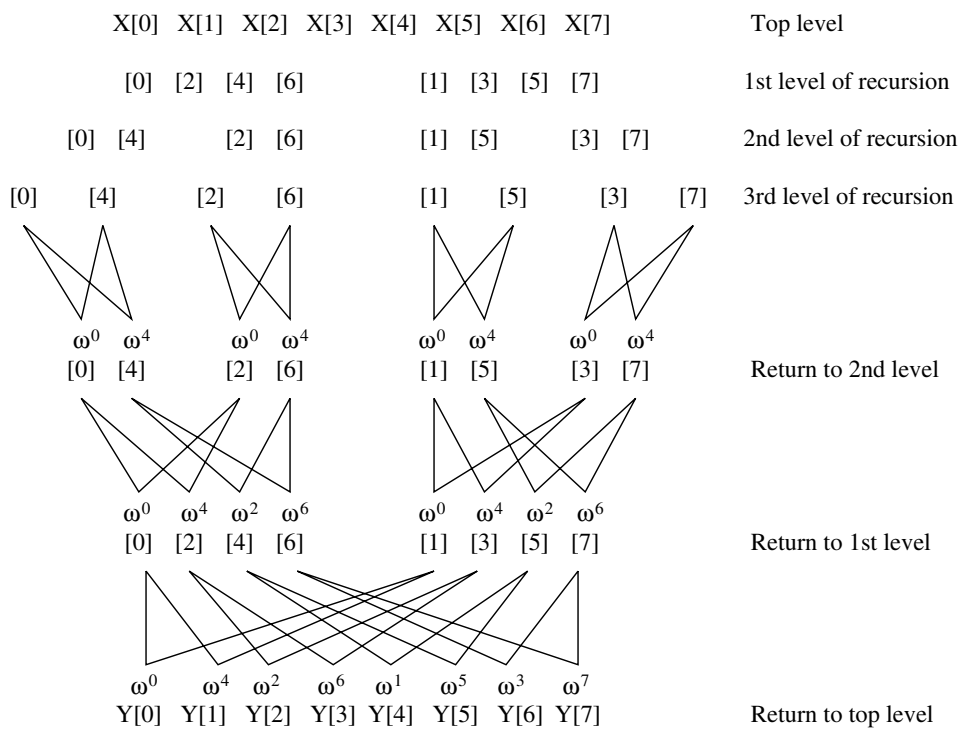 X[0] X[1] X[2] X[3] X[4] X[5] X[6] X[7] Top level
[0] [2] [4] [6] [1] [3] [5] [7] 1st level of recursion
[0] [4] [2] [6] [1] [5] [3] [7] 2nd level of recursion
[0] [4] [2] [6] [1] [5] [3] [7] 3rd level of recursion
ω⁰ ω⁴ ω⁰ ω⁴ ω⁰ ω⁴ ω⁰ ω⁴
[0] [4] [2] [6] [1] [5] [3] [7] Return to 2nd level
ω⁰ ω⁴ ω² ω⁶ ω⁰ ω⁴ ω² ω⁶
[0] [2] [4] [6] [1] [3] [5] [7] Return to 1st level
ω⁰ ω⁴ ω² ω⁶ ω¹ ω⁵ ω³ ω⁷
Y[0] Y[1] Y[2] Y[3] Y[4] Y[5] Y[6] Y[7] Return to top level